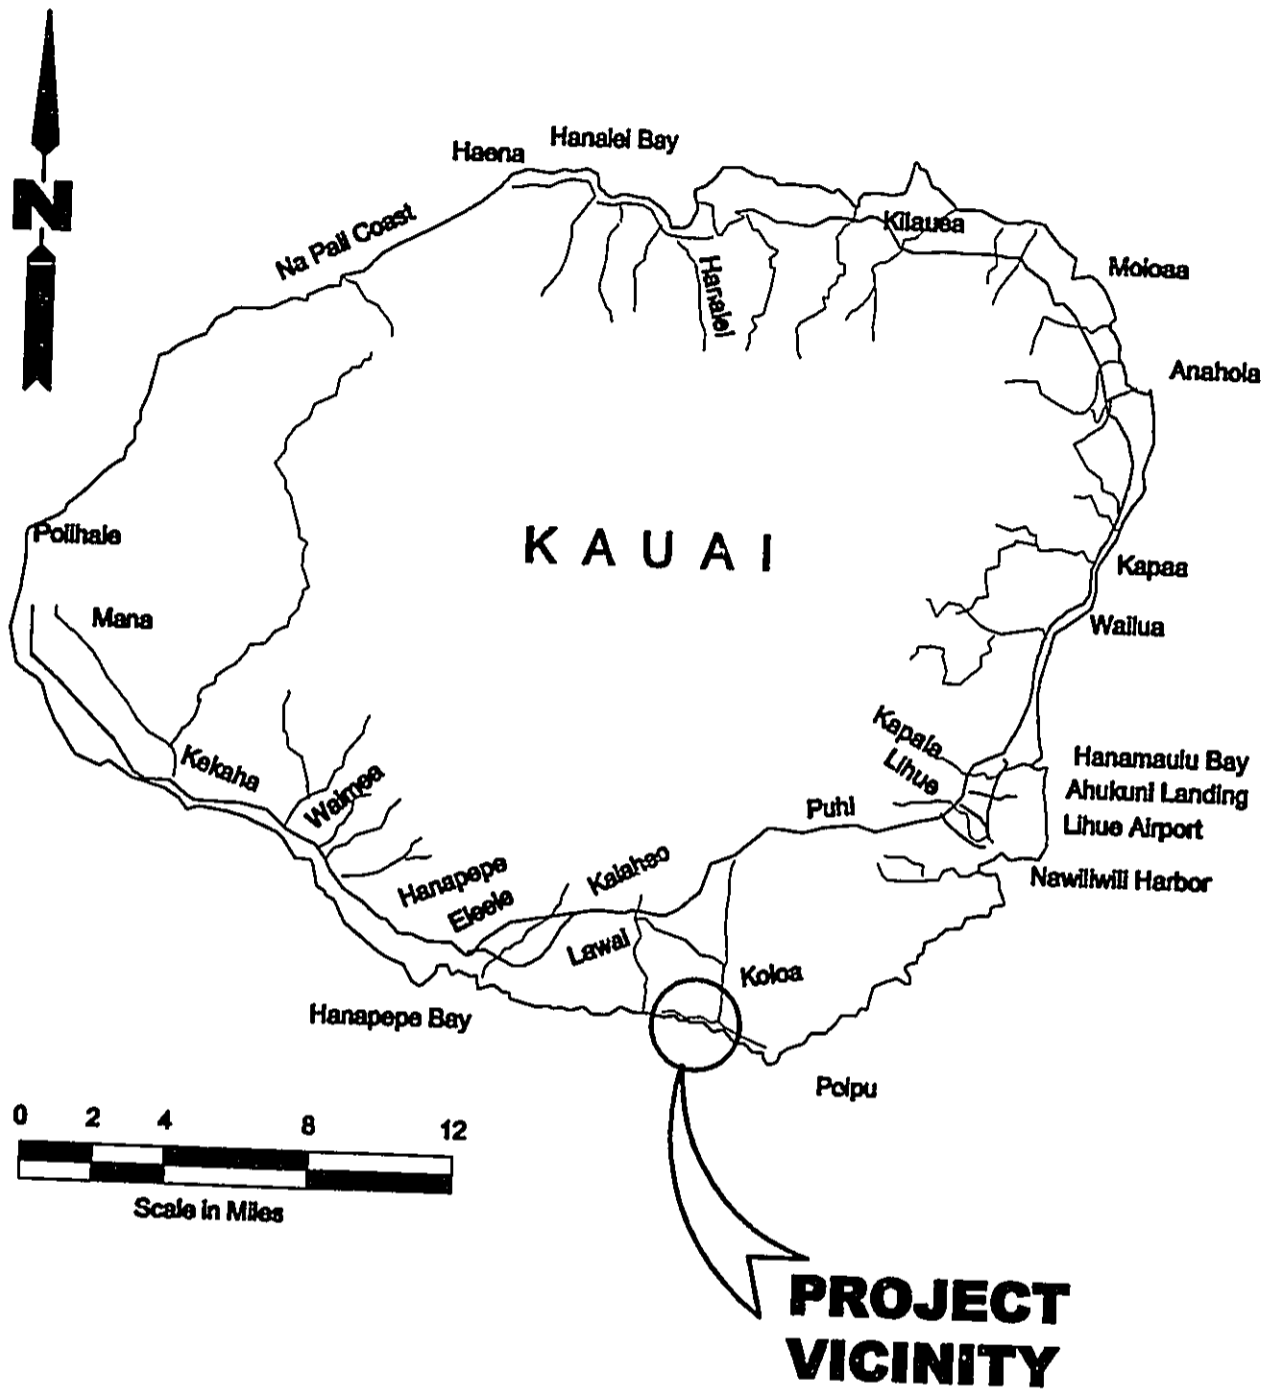 Hanalei Bay
Haena
N
Na Pali Coast
Kilauea
Moloaa
Hanalei
Anahola
Polihale
KAUAI
Kapaa
Mana
Wailua
Kapaia
Kekaha
Hanamaulu Bay
Lihue
Waimea
Ahukuni Landing
Puhi
Lihue Airport
Kalaheo
Hanapepe
Nawiliwili Harbor
Eleele
Lawai
Koloa
Hanapepe Bay
Poipu
0 2 4 8 12
Scale in Miles
PROJECT
VICINITY